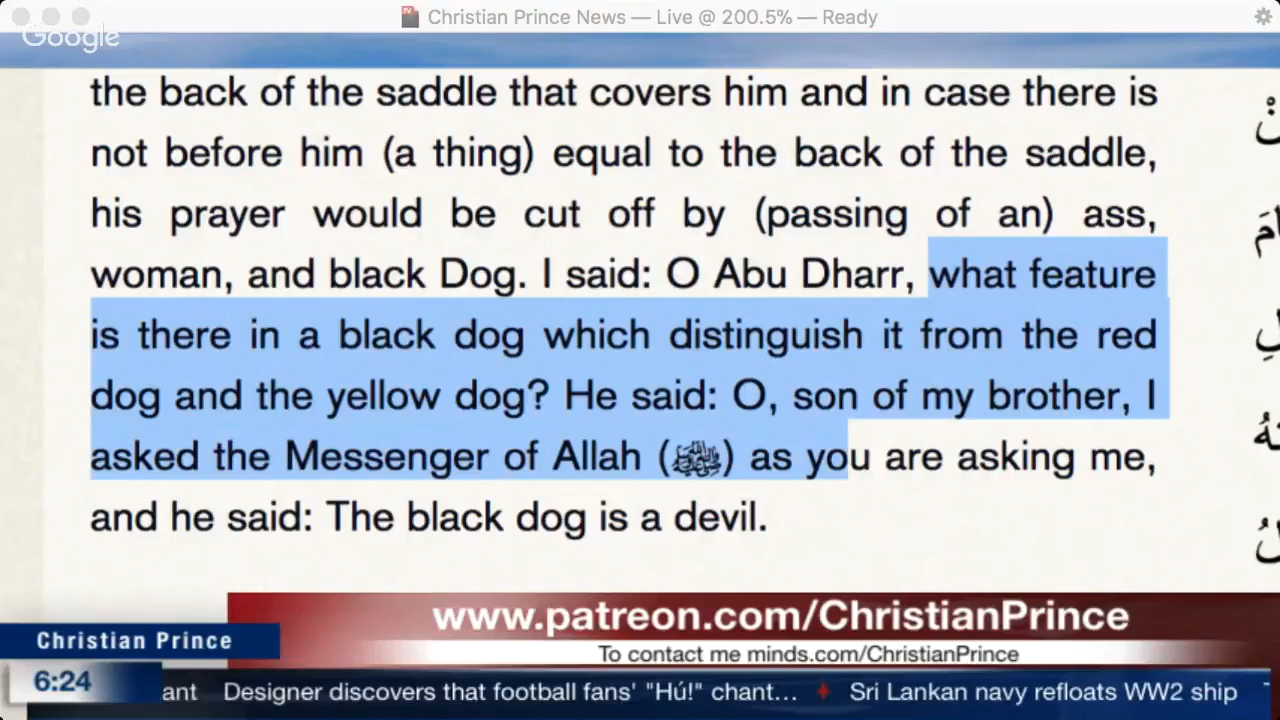 Christian Prince News — Live @ 200.5% — Ready
Google
the back of the saddle that covers him and in case there is
not before him (a thing) equal to the back of the saddle,
his prayer would be cut off by (passing of an) ass,
woman, and black Dog. I said: O Abu Dharr, what feature
is there in a black dog which distinguish it from the red
dog and the yellow dog? He said: O, son of my brother, I
asked the Messenger of Allah (ﷺ) as you are asking me,
and he said: The black dog is a devil.
www.patreon.com/ChristianPrince
To contact me minds.com/ChristianPrince
Christian Prince
6:24
ant Designer discovers that football fans' "Hú!" chant... Sri Lankan navy refloats WW2 ship